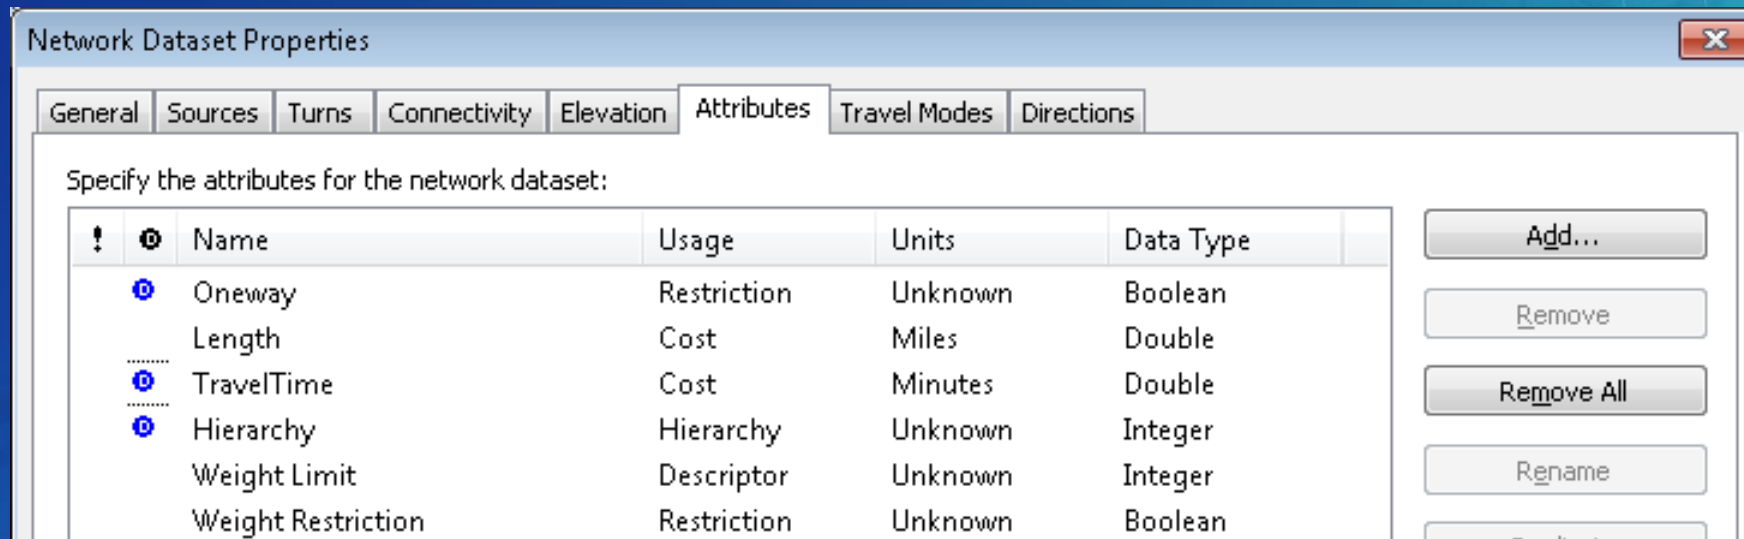 Network Dataset Properties
General Sources Turns Connectivity Elevation Attributes Travel Modes Directions
Specify the attributes for the network dataset:
! D Name Usage Units Data Type
Add...
D Oneway Restriction Unknown Boolean
Remove
Length Cost Miles Double
D TravelTime Cost Minutes Double
Remove All
D Hierarchy Hierarchy Unknown Integer
Weight Limit Descriptor Unknown Integer
Rename
Weight Restriction Restriction Unknown Boolean